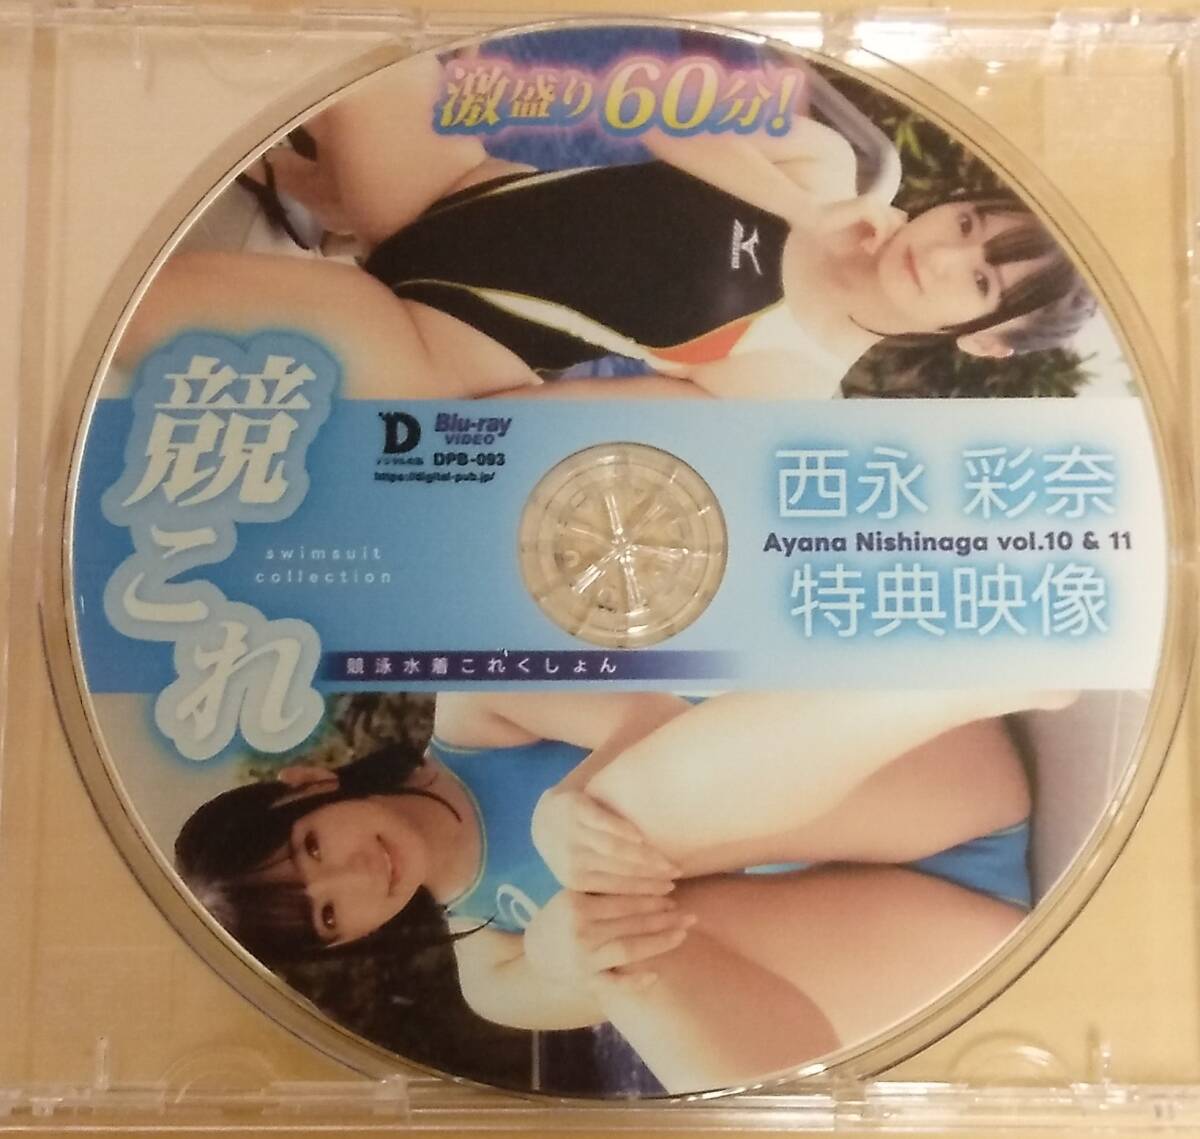 激盛り60分!
MIZUNO
競これ
D
Blu-ray
VIDEO
DPB-093
https://digital-pub.jp/
swimsuit
collection
西永 彩奈
Ayana Nishinaga vol.10 & 11
特典映像
競泳水着これくしょん